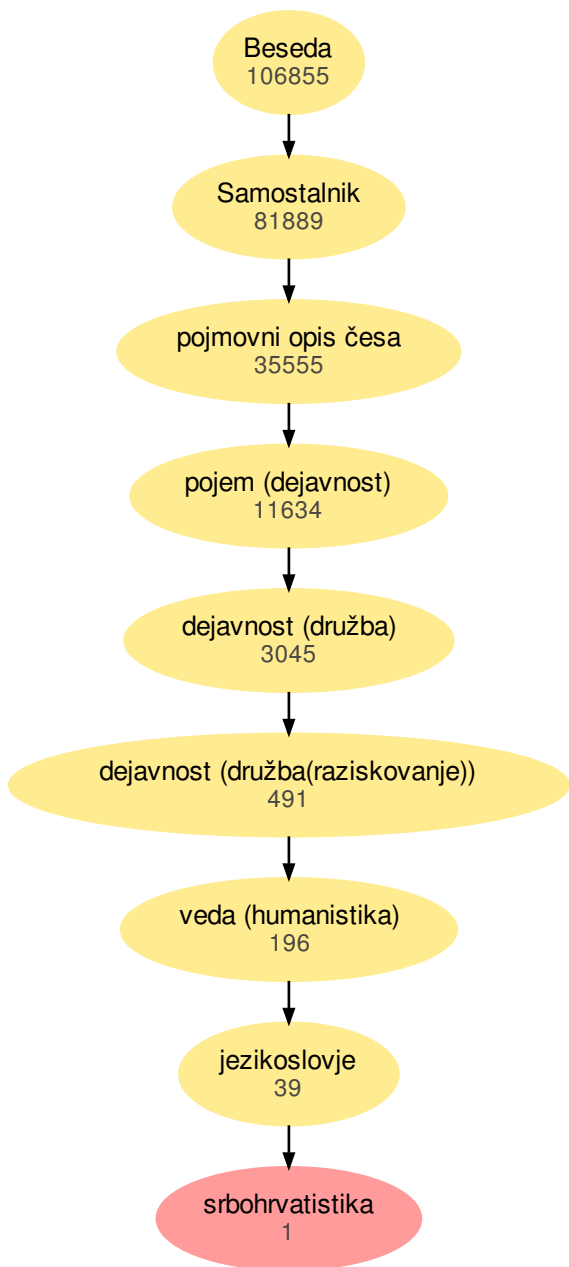 Beseda
106855
Samostalnik
81889
pojmovni opis česa
35555
pojem (dejavnost)
11634
dejavnost (družba)
3045
dejavnost (družba(raziskovanje))
491
veda (humanistika)
196
jezikoslovje
39
srbohrvatistika
1